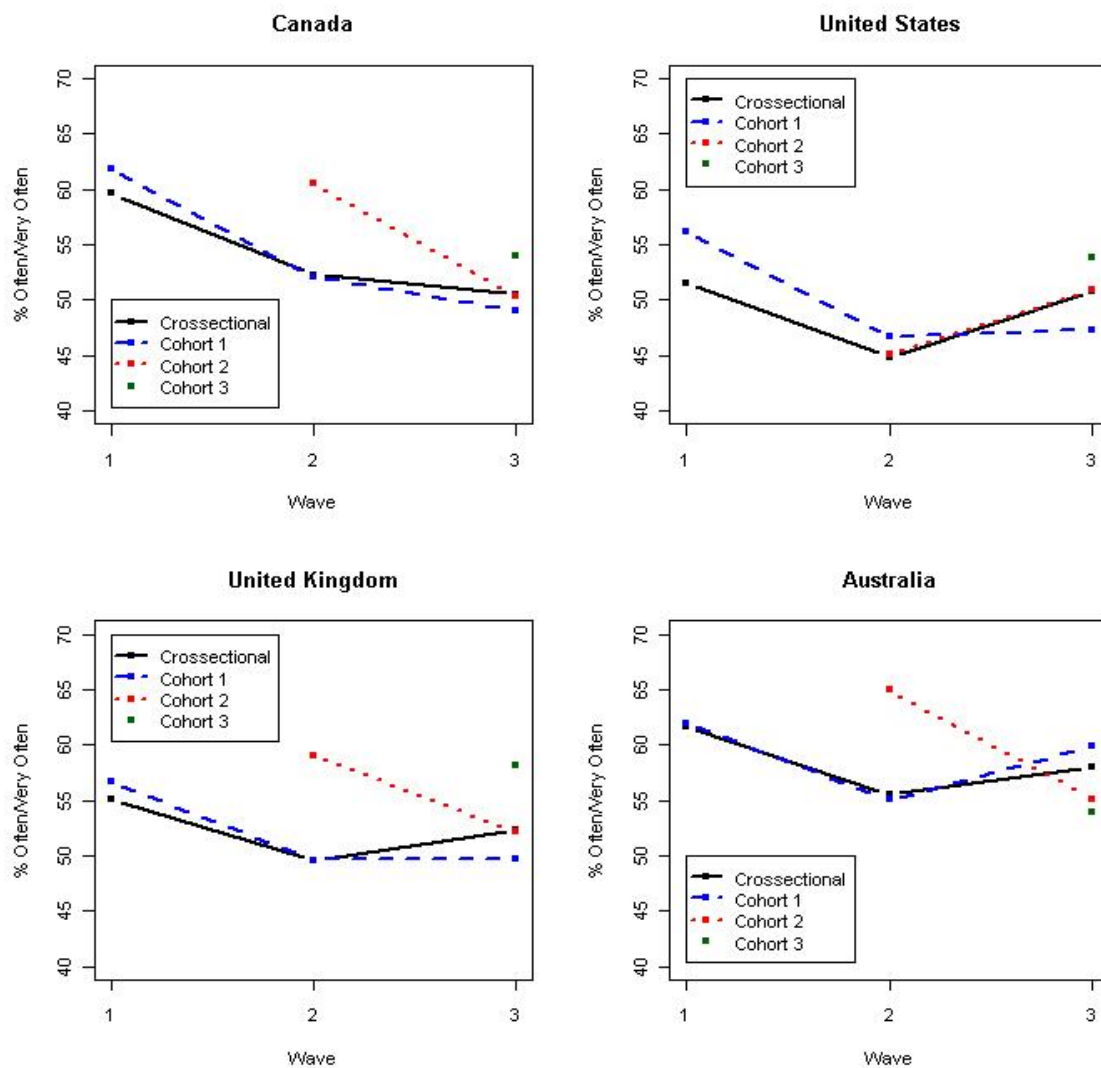 Canada
% Often/Very Often
70
65
60
55
50
45
40
Crossectional
Cohort 1
Cohort 2
Cohort 3
1 2 3
Wave
United States
% Often/Very Often
70
65
60
55
50
45
40
Crossectional
Cohort 1
Cohort 2
Cohort 3
1 2 3
Wave
United Kingdom
% Often/Very Often
70
65
60
55
50
45
40
Crossectional
Cohort 1
Cohort 2
Cohort 3
1 2 3
Wave
Australia
% Often/Very Often
70
65
60
55
50
45
40
Crossectional
Cohort 1
Cohort 2
Cohort 3
1 2 3
Wave